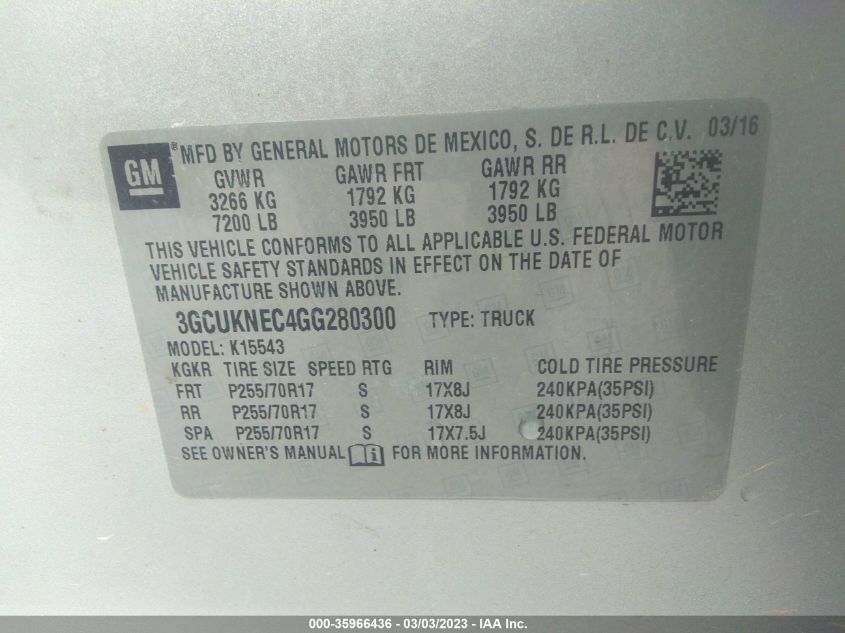 GM ® MFD BY GENERAL MOTORS DE MEXICO, S. DE R.L. DE C.V. 03/16
GVWR GAWR FRT GAWR RR
3266 KG 1792 KG 1792 KG
7200 LB 3950 LB 3950 LB
THIS VEHICLE CONFORMS TO ALL APPLICABLE U.S. FEDERAL MOTOR
VEHICLE SAFETY STANDARDS IN EFFECT ON THE DATE OF
MANUFACTURE SHOWN ABOVE.
3GCUKNEC4GG280300 TYPE: TRUCK
MODEL: K15543
KGKR TIRE SIZE SPEED RTG RIM COLD TIRE PRESSURE
FRT P255/70R17 S 17X8J 240KPA(35PSI)
RR P255/70R17 S 17X8J 240KPA(35PSI)
SPA P255/70R17 S 17X7.5J 240KPA(35PSI)
SEE OWNER'S MANUAL i FOR MORE INFORMATION.
000-35966436 - 03/03/2023 - IAA Inc.